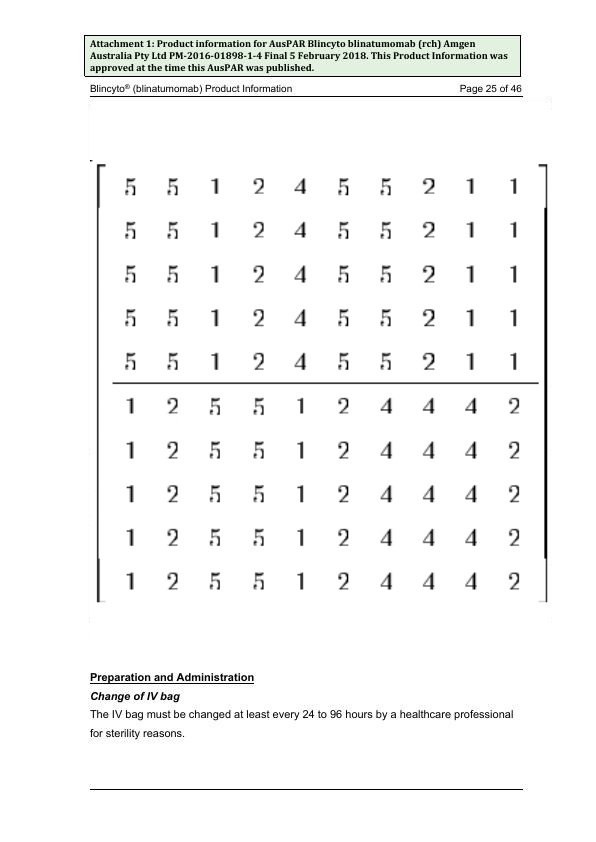 Attachment 1: Product information for AusPAR Blincyto blinatumomab (rch) Amgen
Australia Pty Ltd PM-2016-01898-1-4 Final 5 February 2018. This Product Information was
approved at the time this AusPAR was published.
Blincyto® (blinatumomab) Product Information Page 25 of 46
5 5 1 2 4 5 5 2 1 1
5 5 1 2 4 5 5 2 1 1
5 5 1 2 4 5 5 2 1 1
5 5 1 2 4 5 5 2 1 1
5 5 1 2 4 5 5 2 1 1
1 2 5 5 1 2 4 4 4 2
1 2 5 5 1 2 4 4 4 2
1 2 5 5 1 2 4 4 4 2
1 2 5 5 1 2 4 4 4 2
1 2 5 5 1 2 4 4 4 2
Preparation and Administration
Change of IV bag
The IV bag must be changed at least every 24 to 96 hours by a healthcare professional
for sterility reasons.